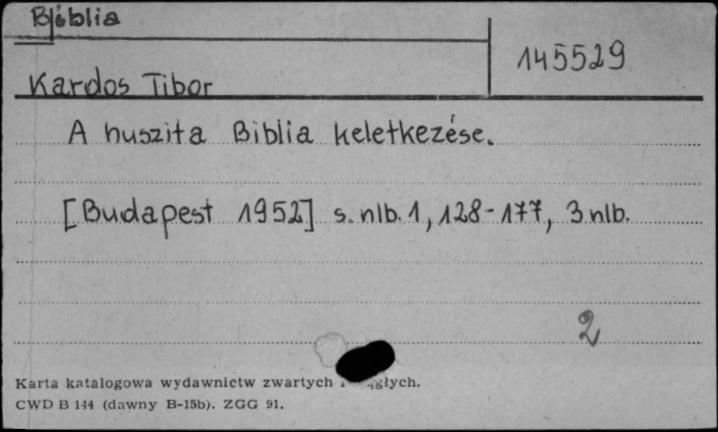 Biblia
145529
Kardos Tibor
A huszita Biblia keletkezése.
[Budapest 1952] s. nlb. 1, 128-177, 3 nlb.
2
Karta katalogowa wydawnictw zwartych
CWD B 144 (dawny B-15b). ZGG 91.